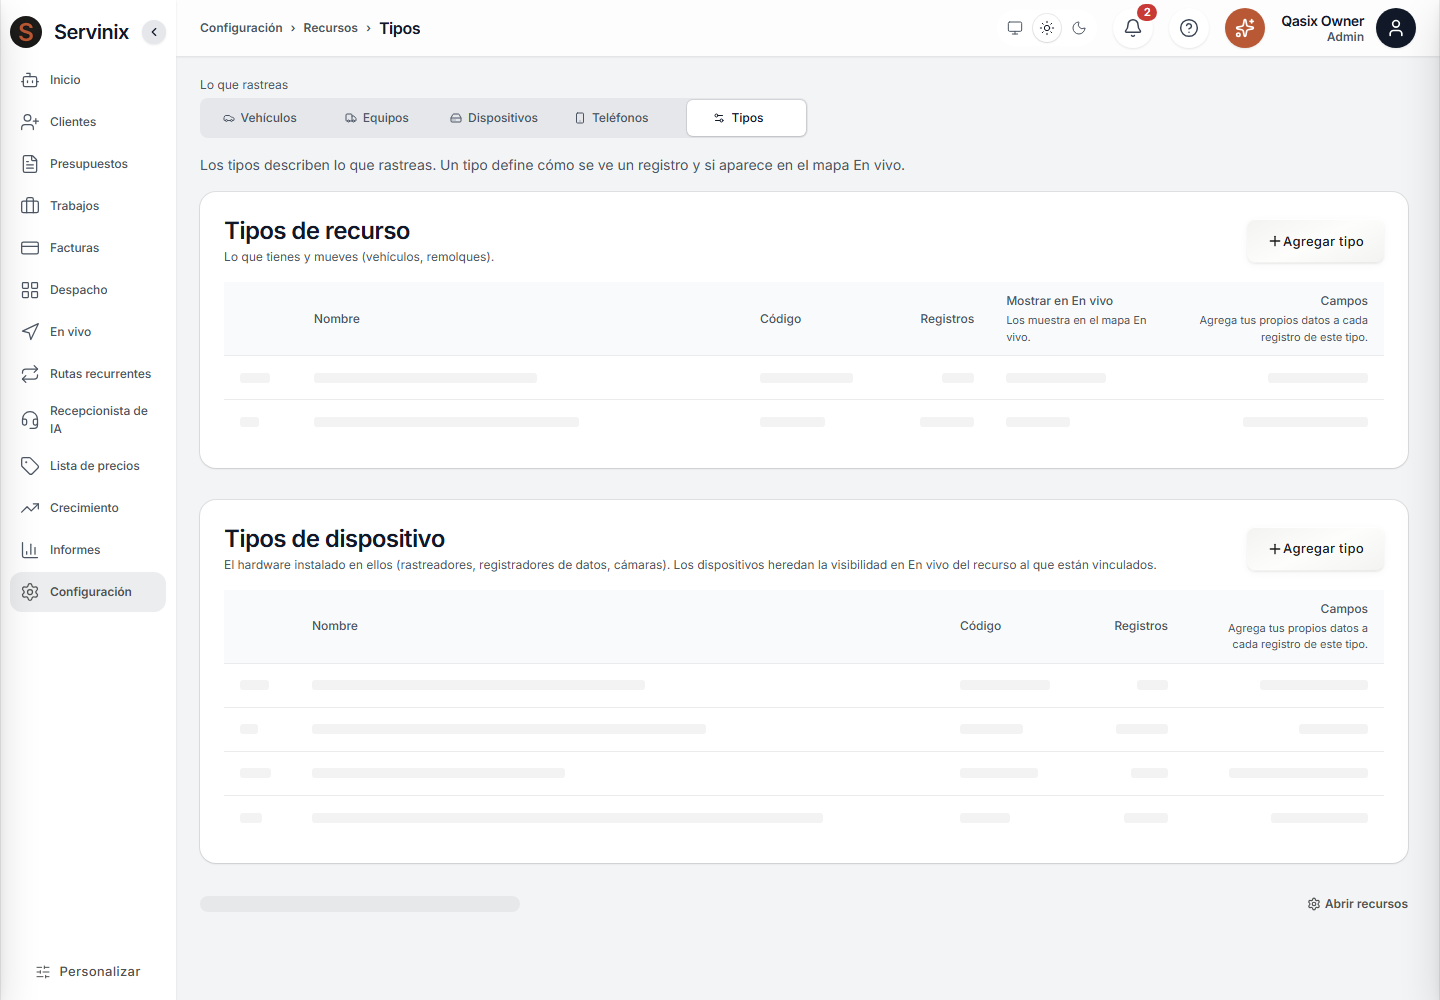 S Servinix
Configuración › Recursos › Tipos
2
Qasix Owner
Admin
Inicio
Clientes
Presupuestos
Trabajos
Facturas
Despacho
En vivo
Rutas recurrentes
Recepcionista de
IA
Lista de precios
Crecimiento
Informes
Configuración
Personalizar
Lo que rastreas
Vehículos Equipos Dispositivos Teléfonos Tipos
Los tipos describen lo que rastreas. Un tipo define cómo se ve un registro y si aparece en el mapa En vivo.
Tipos de recurso
Lo que tienes y mueves (vehículos, remolques).
+ Agregar tipo
Nombre Código Registros Mostrar en En vivo Campos
Los muestra en el mapa En Agrega tus propios datos a cada
vivo. registro de este tipo.
Tipos de dispositivo
El hardware instalado en ellos (rastreadores, registradores de datos, cámaras). Los dispositivos heredan la visibilidad en En vivo del recurso al que están vinculados.
+ Agregar tipo
Nombre Código Registros Campos
Agrega tus propios datos a
cada registro de este tipo.
Abrir recursos